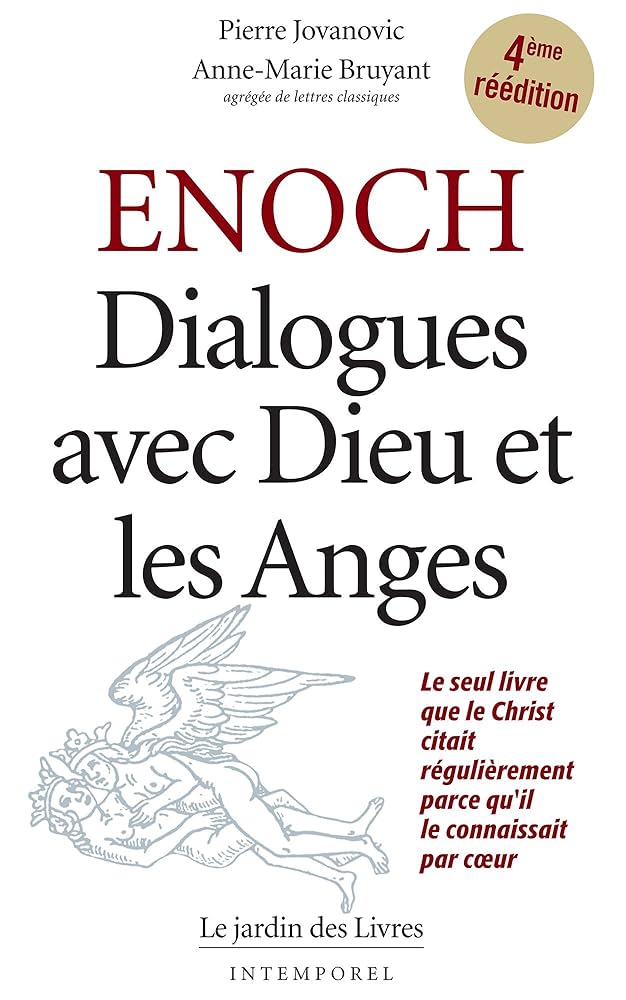 Pierre Jovanovic
Anne-Marie Bruyant
agrégée de lettres classiques
4ème
réédition
ENOCH
Dialogues
avec Dieu et
les Anges
Le seul livre
que le Christ
citait
régulièrement
parce qu'il
le connaissait
par cœur
Le jardin des Livres
INTEMPOREL